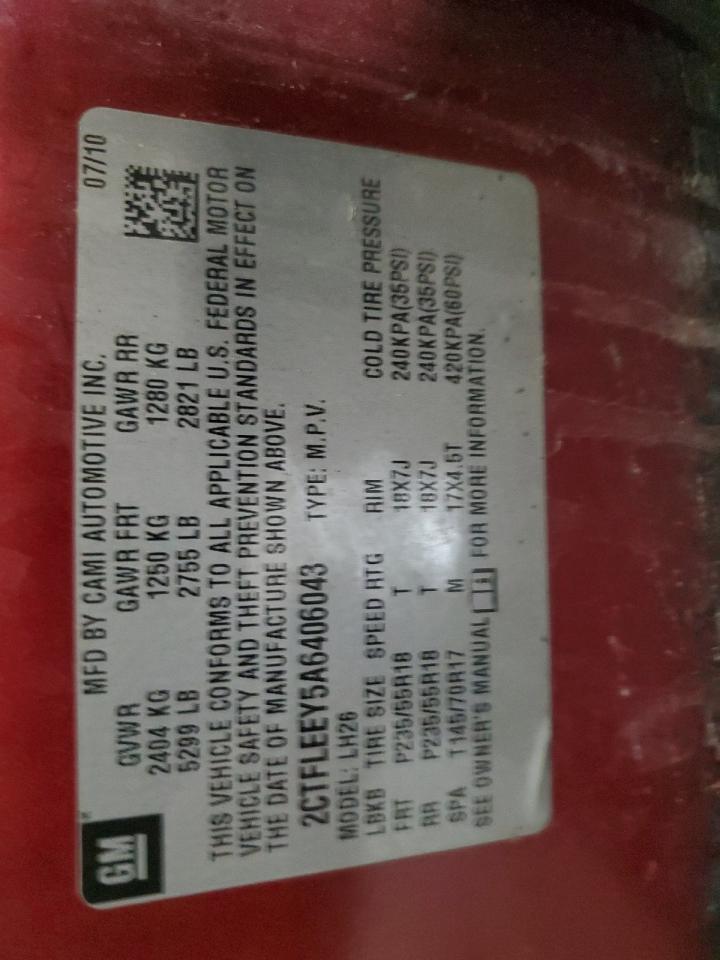 GM
MFD BY CAMI AUTOMOTIVE INC. 07/10
GVWR GAWR FRT GAWR RR
2404 KG 1250 KG 1280 KG
5299 LB 2755 LB 2821 LB
THIS VEHICLE CONFORMS TO ALL APPLICABLE U.S. FEDERAL MOTOR
VEHICLE SAFETY AND THEFT PREVENTION STANDARDS IN EFFECT ON
THE DATE OF MANUFACTURE SHOWN ABOVE.
2CTFLEEY5A6406043 TYPE: M.P.V.
MODEL: LH26
LBKB TIRE SIZE SPEED RTG RIM COLD TIRE PRESSURE
FRT P235/55R18 T 18X7J 240KPA(35PSI)
RR P235/55R18 T 18X7J 240KPA(35PSI)
SPA T145/70R17 M 17X4.5T 420KPA(60PSI)
SEE OWNER'S MANUAL FOR MORE INFORMATION.